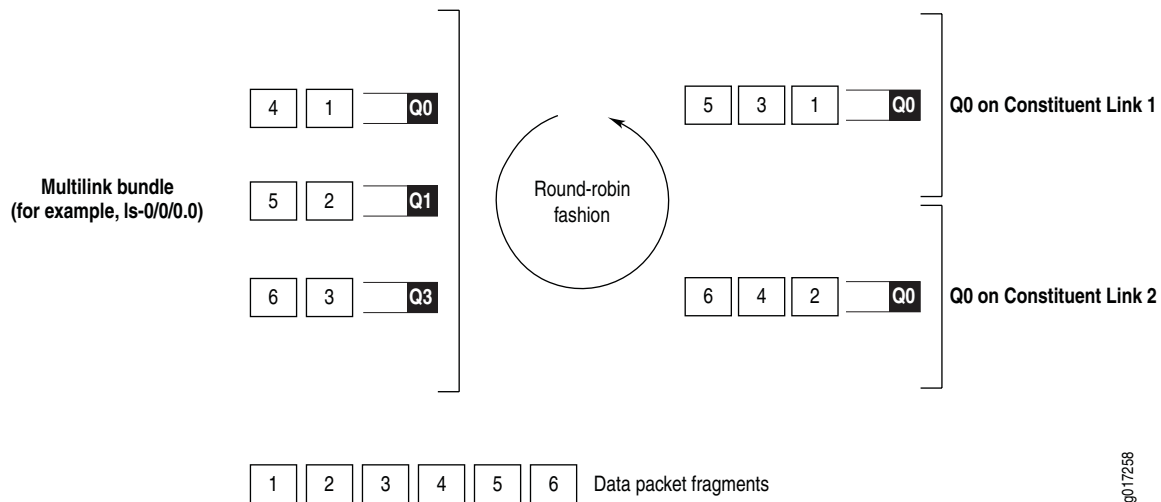 4 1 Q0
5 3 1 Q0
Q0 on Constituent Link 1
Multilink bundle
(for example, ls-0/0/0.0)
5 2 Q1
Round-robin
fashion
6 3 Q3
6 4 2 Q0
Q0 on Constituent Link 2
1 2 3 4 5 6 Data packet fragments
g017258